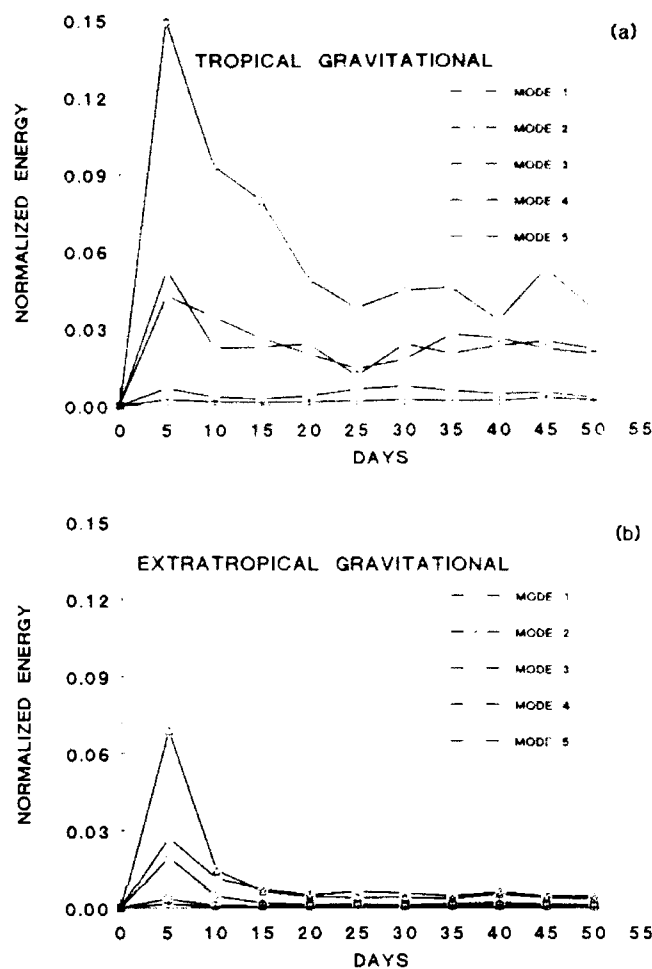 (a)
TROPICAL GRAVITATIONAL
NORMALIZED ENERGY
0.15
0.12
0.09
0.06
0.03
0.00
MODE 1
MODE 2
MODE 3
MODE 4
MODE 5
0 5 10 15 20 25 30 35 40 45 50 55
DAYS
(b)
EXTRATROPICAL GRAVITATIONAL
NORMALIZED ENERGY
0.15
0.12
0.09
0.06
0.03
0.00
MODE 1
MODE 2
MODE 3
MODE 4
MODE 5
0 5 10 15 20 25 30 35 40 45 50 55
DAYS